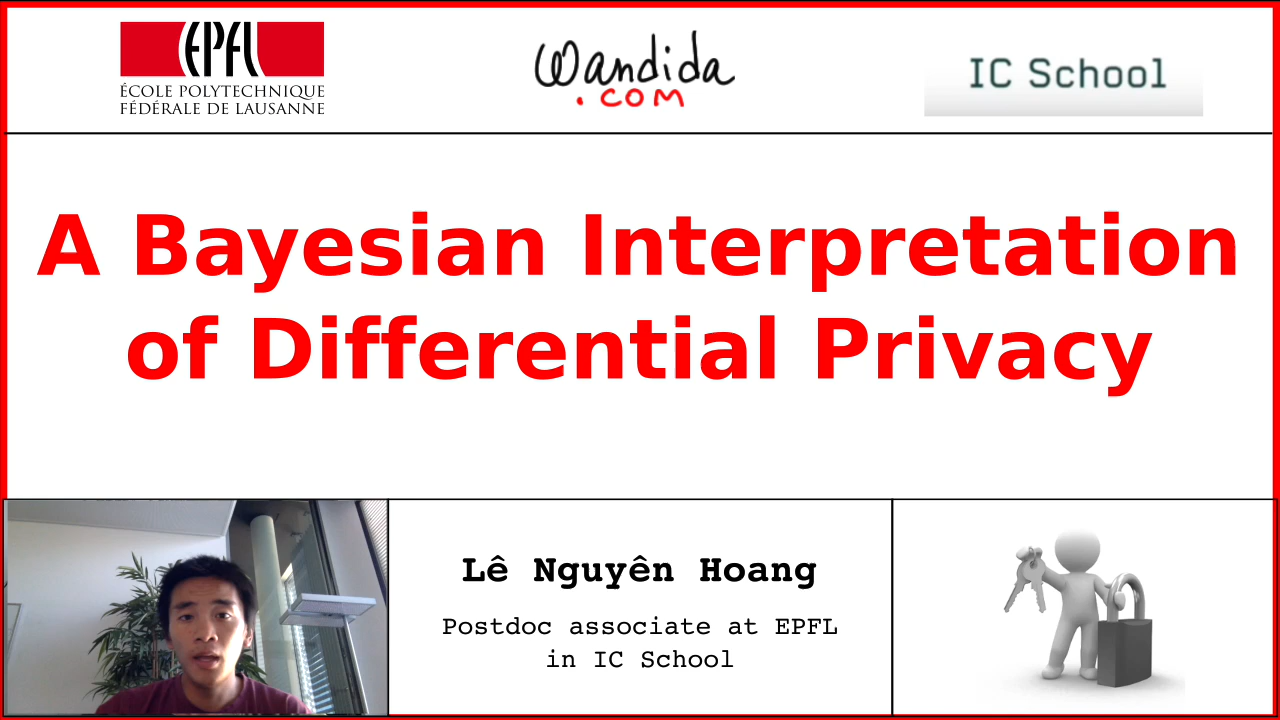 EPFL
ÉCOLE POLYTECHNIQUE
FÉDÉRALE DE LAUSANNE
Wandida
.COM
IC School
A Bayesian Interpretation
of Differential Privacy
Lê Nguyên Hoang
Postdoc associate at EPFL
in IC School